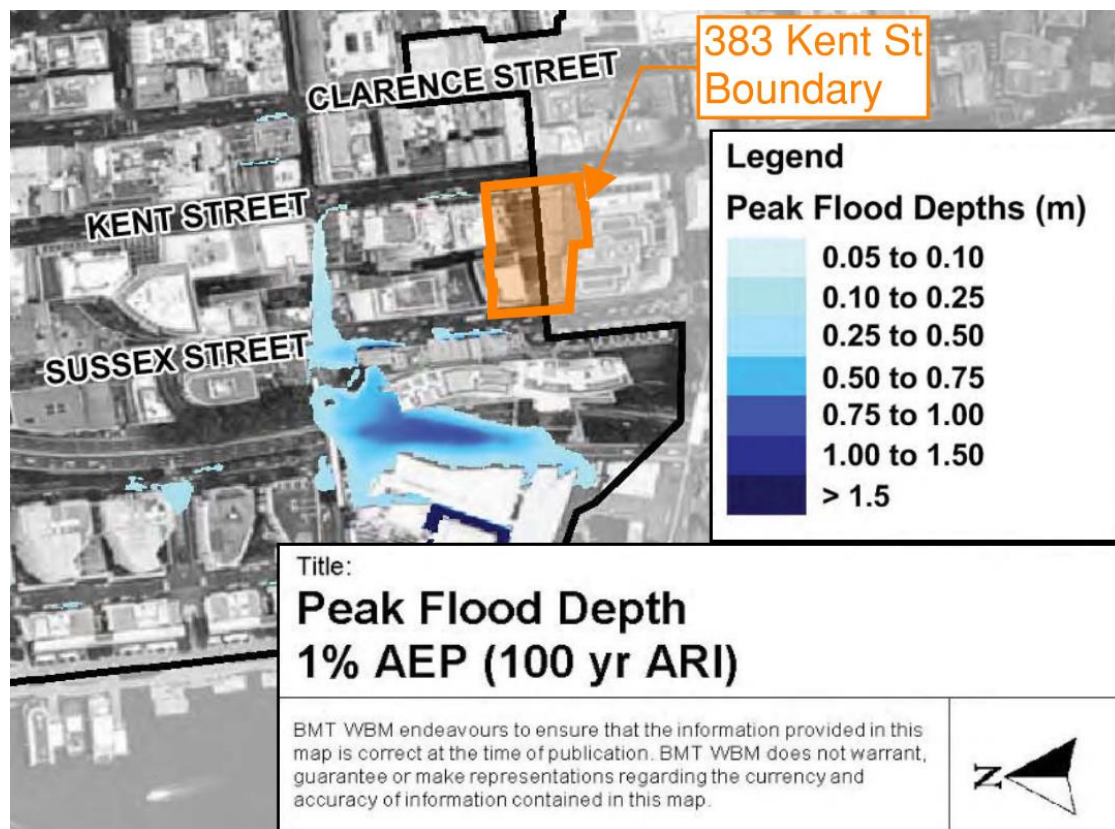 383 Kent St
Boundary
CLARENCE STREET
KENT STREET
SUSSEX STREET
Legend
Peak Flood Depths (m)
0.05 to 0.10
0.10 to 0.25
0.25 to 0.50
0.50 to 0.75
0.75 to 1.00
1.00 to 1.50
> 1.5
Title:
Peak Flood Depth
1% AEP (100 yr ARI)
BMT WBM endeavours to ensure that the information provided in this
map is correct at the time of publication. BMT WBM does not warrant,
guarantee or make representations regarding the currency and
accuracy of information contained in this map.
N